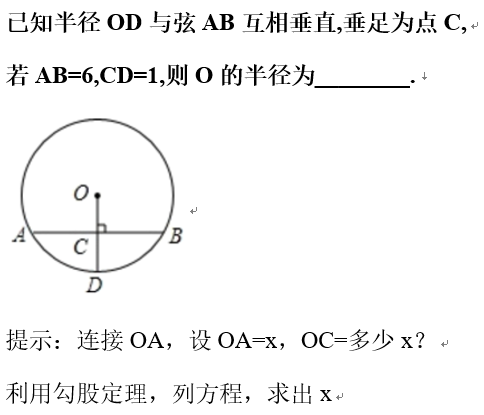 已知半径 OD 与弦 AB 互相垂直,垂足为点 C,
若 AB=6,CD=1,则 O 的半径为________.
O
A
C
B
D
提示：连接 OA，设 OA=x，OC=多少 x？
利用勾股定理，列方程，求出 x